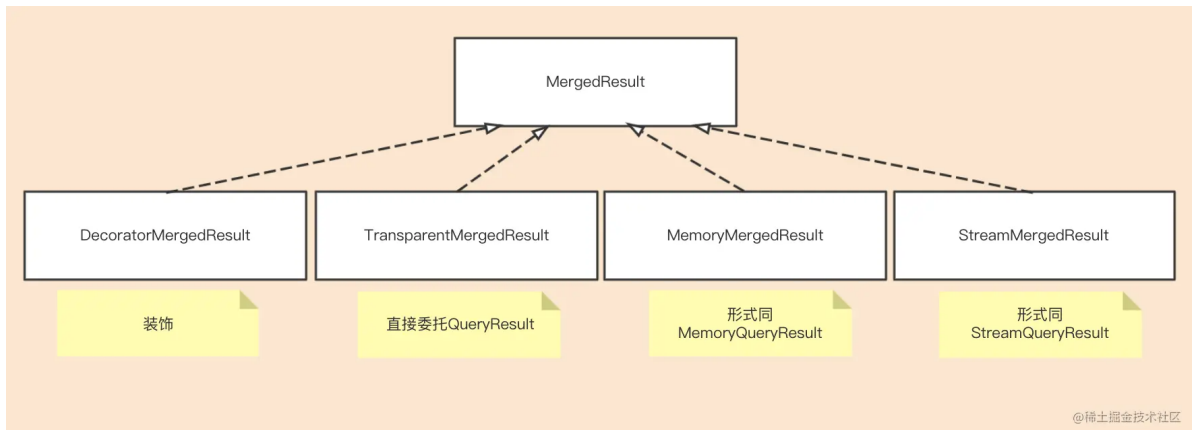 MergedResult
DecoratorMergedResult
TransparentMergedResult
MemoryMergedResult
StreamMergedResult
装饰
直接委托QueryResult
形式同
MemoryQueryResult
形式同
StreamQueryResult
@稀土掘金技术社区